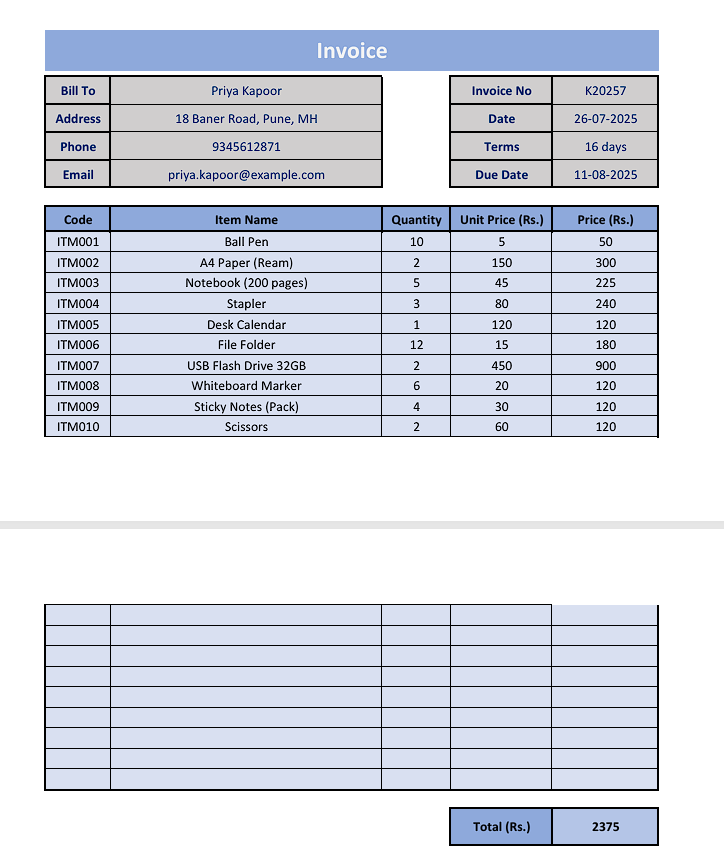 Invoice
Bill To Priya Kapoor Invoice No K20257
Address 18 Baner Road, Pune, MH Date 26-07-2025
Phone 9345612871 Terms 16 days
Email priya.kapoor@example.com Due Date 11-08-2025
Code Item Name Quantity Unit Price (Rs.) Price (Rs.)
ITM001 Ball Pen 10 5 50
ITM002 A4 Paper (Ream) 2 150 300
ITM003 Notebook (200 pages) 5 45 225
ITM004 Stapler 3 80 240
ITM005 Desk Calendar 1 120 120
ITM006 File Folder 12 15 180
ITM007 USB Flash Drive 32GB 2 450 900
ITM008 Whiteboard Marker 6 20 120
ITM009 Sticky Notes (Pack) 4 30 120
ITM010 Scissors 2 60 120
Total (Rs.) 2375